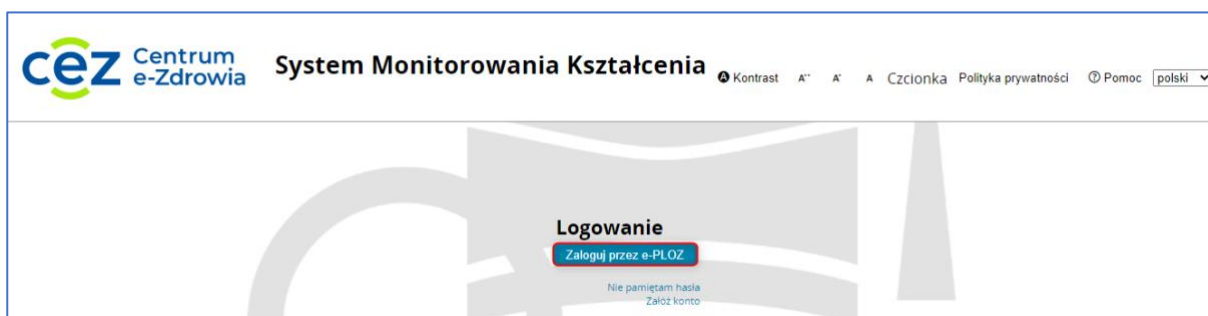 cez Centrum
e-Zdrowia
System Monitorowania Kształcenia
A Kontrast A++ A+ A Czcionka Polityka prywatności ? Pomoc polski
Logowanie
Zaloguj przez e-PLOZ
Nie pamiętam hasła
Załóż konto